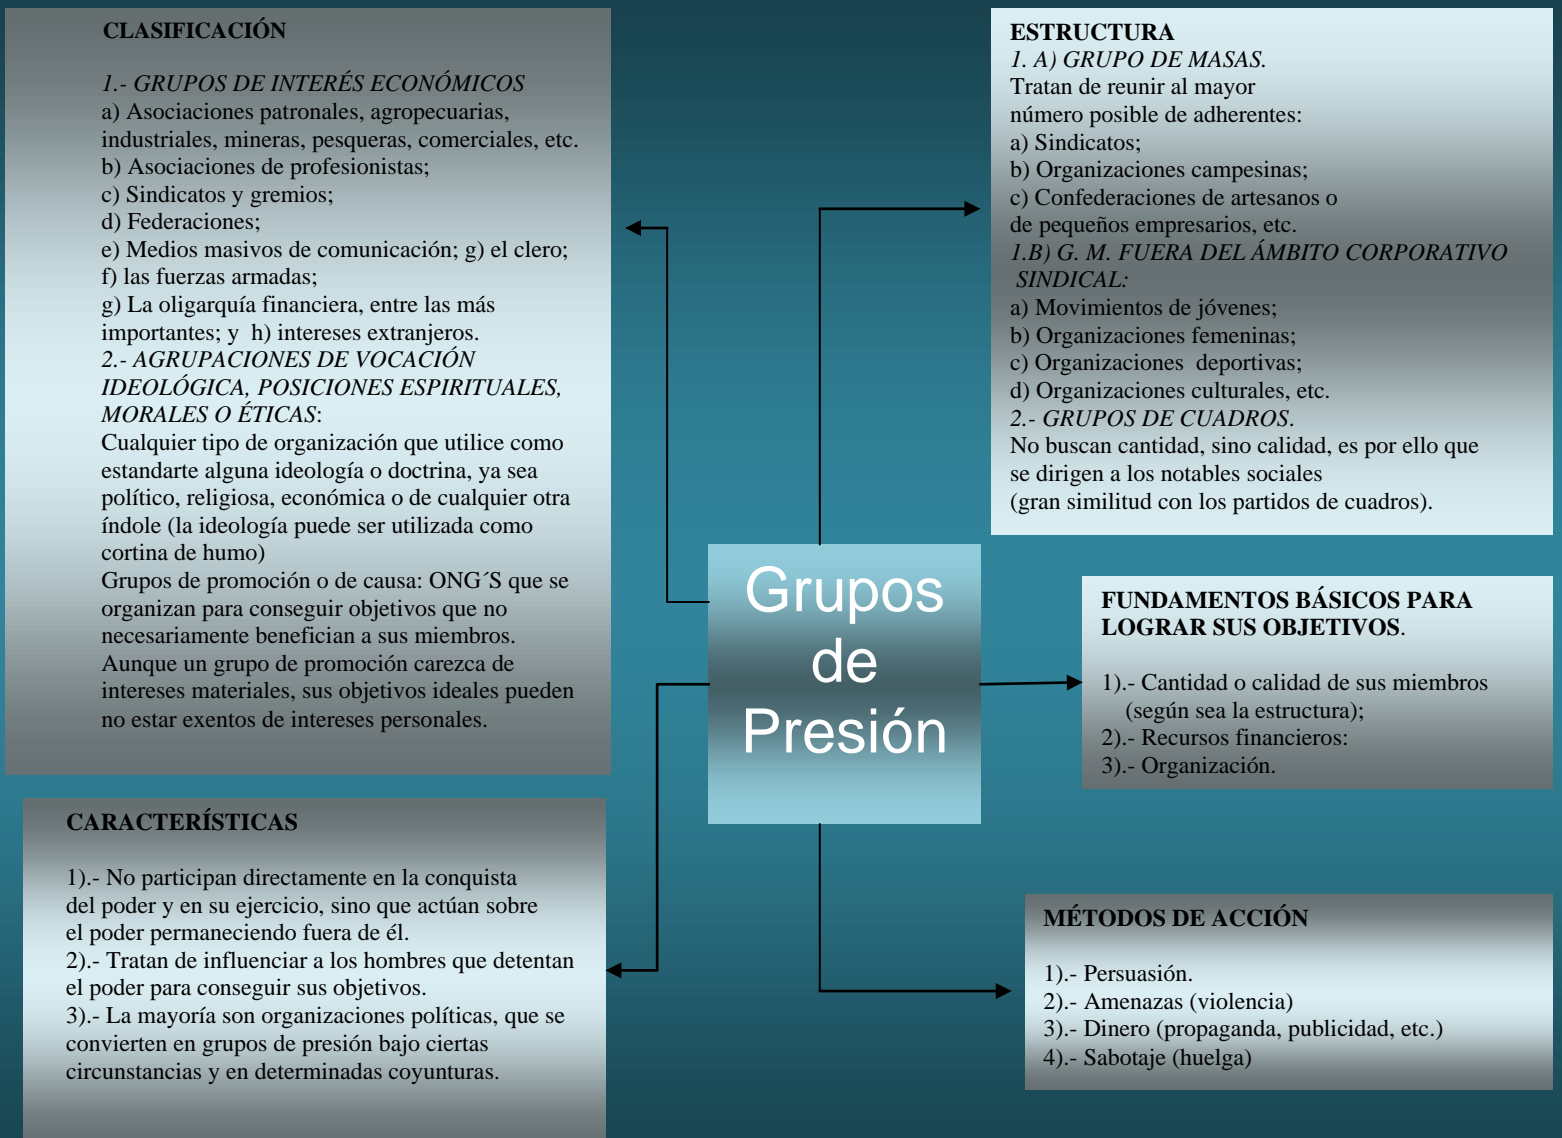 CLASIFICACIÓN
1.- GRUPOS DE INTERÉS ECONÓMICOS
a) Asociaciones patronales, agropecuarias,
industriales, mineras, pesqueras, comerciales, etc.
b) Asociaciones de profesionistas;
c) Sindicatos y gremios;
d) Federaciones;
e) Medios masivos de comunicación; g) el clero;
f) las fuerzas armadas;
g) La oligarquía financiera, entre las más
importantes; y h) intereses extranjeros.
2.- AGRUPACIONES DE VOCACIÓN
IDEOLÓGICA, POSICIONES ESPIRITUALES,
MORALES O ÉTICAS:
Cualquier tipo de organización que utilice como
estandarte alguna ideología o doctrina, ya sea
político, religiosa, económica o de cualquier otra
índole (la ideología puede ser utilizada como
cortina de humo)
Grupos de promoción o de causa: ONG´S que se
organizan para conseguir objetivos que no
necesariamente benefician a sus miembros.
Aunque un grupo de promoción carezca de
intereses materiales, sus objetivos ideales pueden
no estar exentos de intereses personales.
CARACTERÍSTICAS
1).- No participan directamente en la conquista
del poder y en su ejercicio, sino que actúan sobre
el poder permaneciendo fuera de él.
2).- Tratan de influenciar a los hombres que detentan
el poder para conseguir sus objetivos.
3).- La mayoría son organizaciones políticas, que se
convierten en grupos de presión bajo ciertas
circunstancias y en determinadas coyunturas.
Grupos
de
Presión
ESTRUCTURA
1. A) GRUPO DE MASAS.
Tratan de reunir al mayor
número posible de adherentes:
a) Sindicatos;
b) Organizaciones campesinas;
c) Confederaciones de artesanos o
de pequeños empresarios, etc.
1.B) G. M. FUERA DEL ÁMBITO CORPORATIVO
SINDICAL:
a) Movimientos de jóvenes;
b) Organizaciones femeninas;
c) Organizaciones deportivas;
d) Organizaciones culturales, etc.
2.- GRUPOS DE CUADROS.
No buscan cantidad, sino calidad, es por ello que
se dirigen a los notables sociales
(gran similitud con los partidos de cuadros).
FUNDAMENTOS BÁSICOS PARA
LOGRAR SUS OBJETIVOS.
1).- Cantidad o calidad de sus miembros
(según sea la estructura);
2).- Recursos financieros:
3).- Organización.
MÉTODOS DE ACCIÓN
1).- Persuasión.
2).- Amenazas (violencia)
3).- Dinero (propaganda, publicidad, etc.)
4).- Sabotaje (huelga)